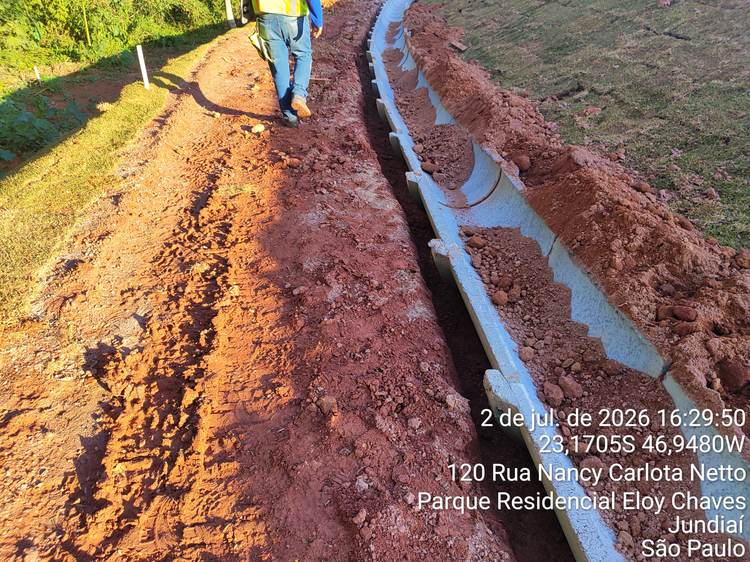 2 de jul. de 2026 16:29:50
23,1705S 46,9480W
120 Rua Nancy Carlota Netto
Parque Residencial Eloy Chaves
Jundiaí
São Paulo